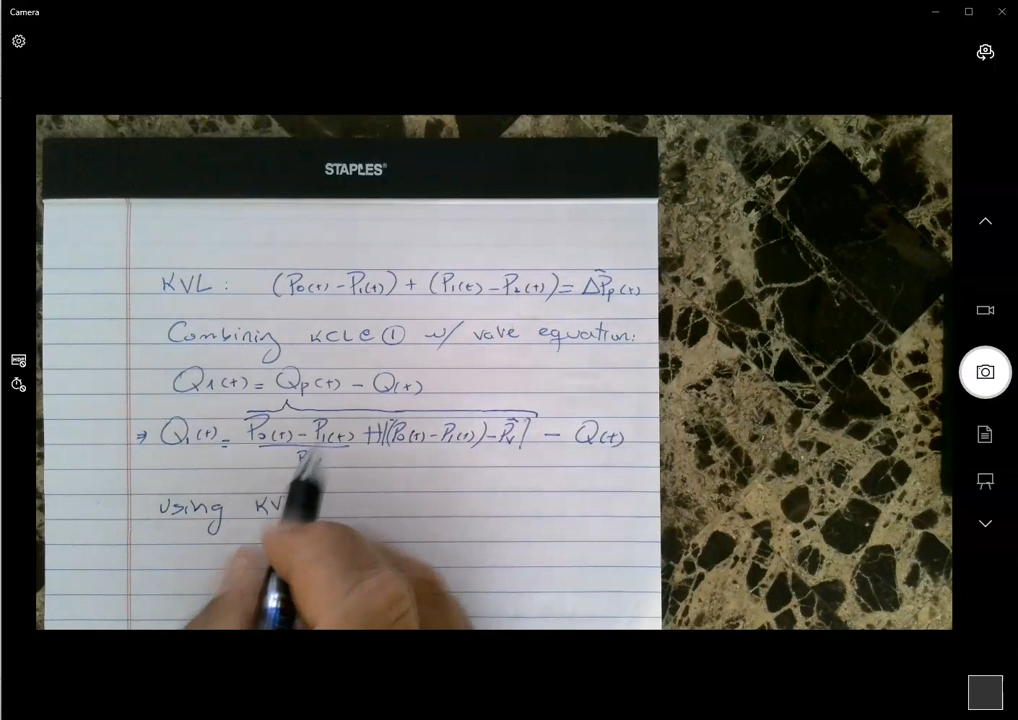 Camera
STAPLES®
KVL: (P₀(t) - P₁(t)) + (P₁(t) - P₂(t)) = ΔP̂p(t)
Combining KCL@① w/ valve equation:
Q₁(t) = Qp(t) - Q(t)
⇒ Q₁(t) = P₀(t) - P₁(t) H[(P₀(t) - P₁(t)) - ] - Q(t)
using